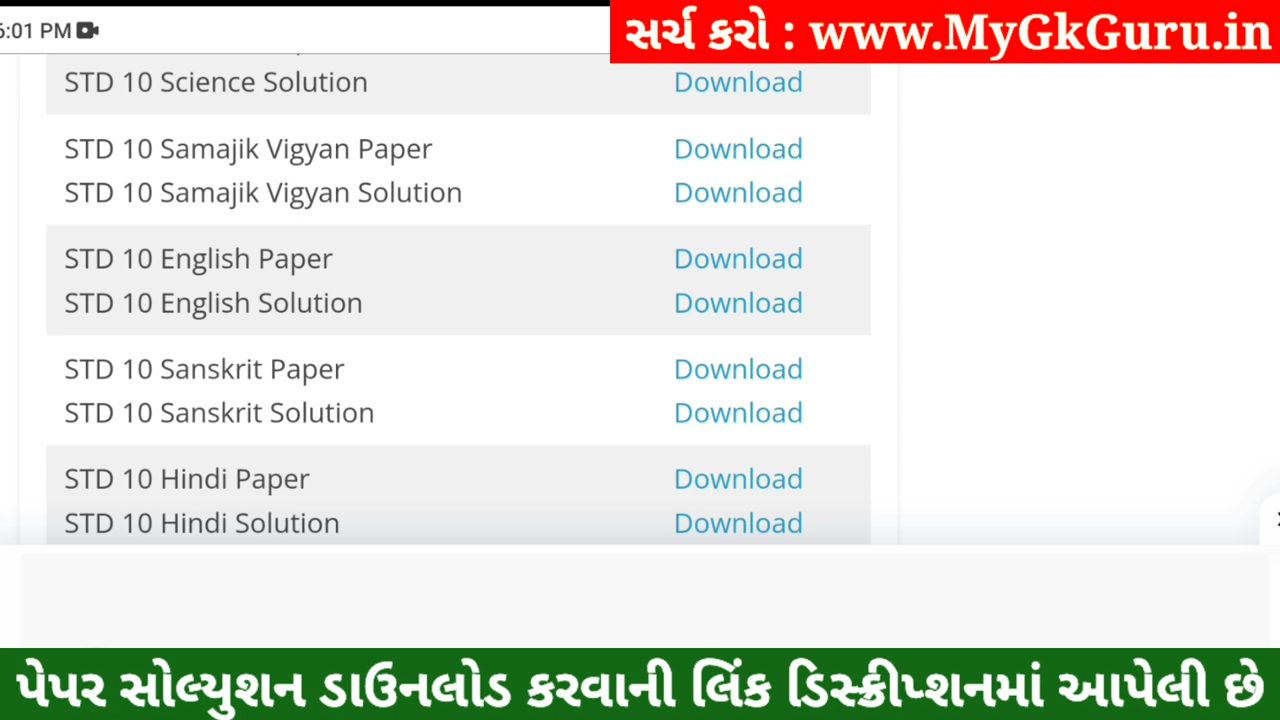 6:01 PM
સર્ચ કરો : www.MyGkGuru.in
STD 10 Science Solution Download
STD 10 Samajik Vigyan Paper Download
STD 10 Samajik Vigyan Solution Download
STD 10 English Paper Download
STD 10 English Solution Download
STD 10 Sanskrit Paper Download
STD 10 Sanskrit Solution Download
STD 10 Hindi Paper Download
STD 10 Hindi Solution Download
પેપર સોલ્યુશન ડાઉનલોડ કરવાની લિંક ડિસ્ક્રીપ્શનમાં આપેલી છે